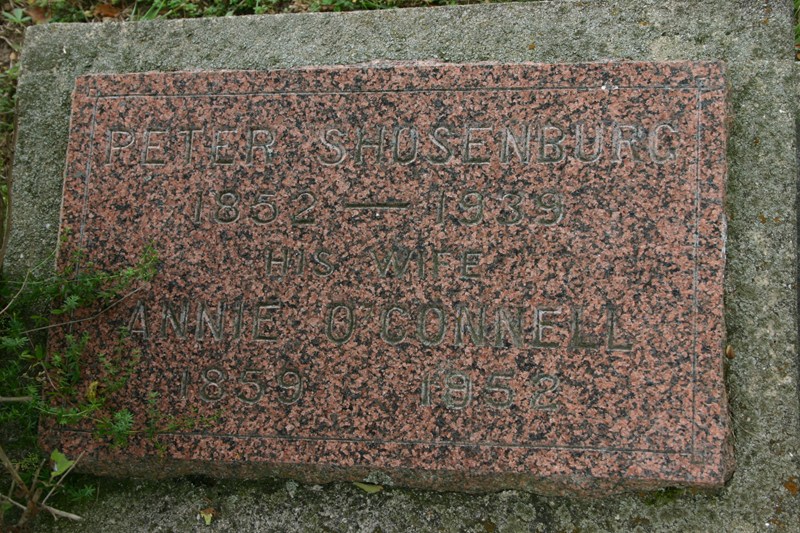 PETER SHOSENBURG
1852 — 1939
HIS WIFE
ANNIE O'CONNELL
1859 1952